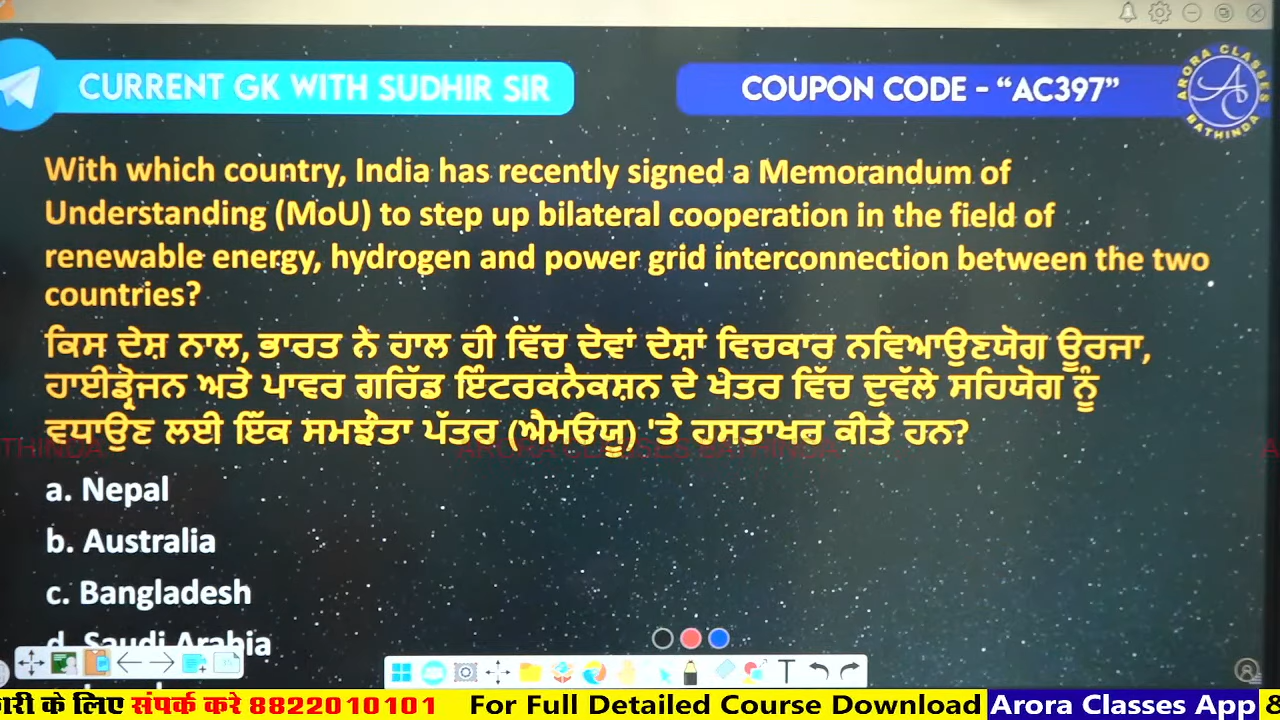 CURRENT GK WITH SUDHIR SIR
COUPON CODE - “AC397”
ARORA CLASSES
BATHINDA
With which country, India has recently signed a Memorandum of
Understanding (MoU) to step up bilateral cooperation in the field of
renewable energy, hydrogen and power grid interconnection between the two
countries?
ਕਿਸ ਦੇਸ਼ ਨਾਲ, ਭਾਰਤ ਨੇ ਹਾਲ ਹੀ ਵਿੱਚ ਦੋਵਾਂ ਦੇਸ਼ਾਂ ਵਿਚਕਾਰ ਨਵਿਆਉਣਯੋਗ ਊਰਜਾ,
ਹਾਈਡ੍ਰੋਜਨ ਅਤੇ ਪਾਵਰ ਗਰਿੱਡ ਇੰਟਰਕਨੈਕਸ਼ਨ ਦੇ ਖੇਤਰ ਵਿੱਚ ਦੁਵੱਲੇ ਸਹਿਯੋਗ ਨੂੰ
ਵਧਾਉਣ ਲਈ ਇੱਕ ਸਮਝੌਤਾ ਪੱਤਰ (ਐਮਓਯੂ) 'ਤੇ ਹਸਤਾਖਰ ਕੀਤੇ ਹਨ?
THINDA ARORA CLASSES BATHINDA
a. Nepal
b. Australia
c. Bangladesh
d. Saudi Arabia
ारी के लिए संपर्क करे 8822010101 For Full Detailed Course Download Arora Classes App &